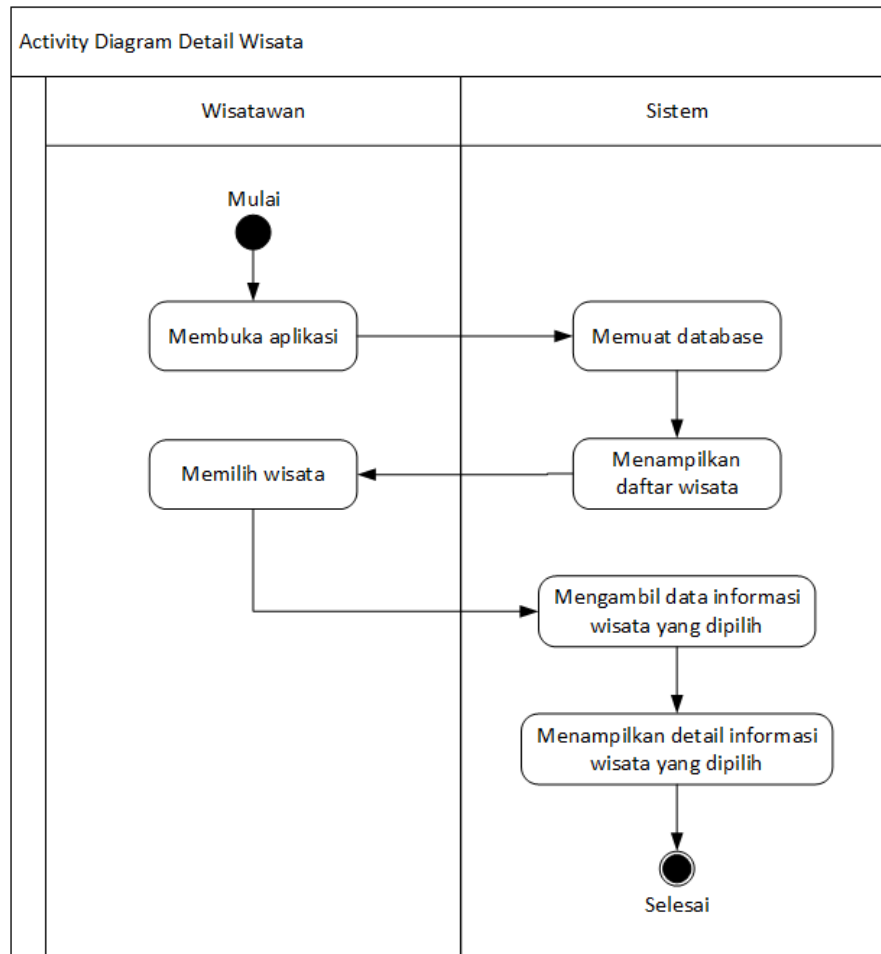 Activity Diagram Detail Wisata
Wisatawan
Sistem
Mulai
Membuka aplikasi
Memuat database
Menampilkan
daftar wisata
Memilih wisata
Mengambil data informasi
wisata yang dipilih
Menampilkan detail informasi
wisata yang dipilih
Selesai